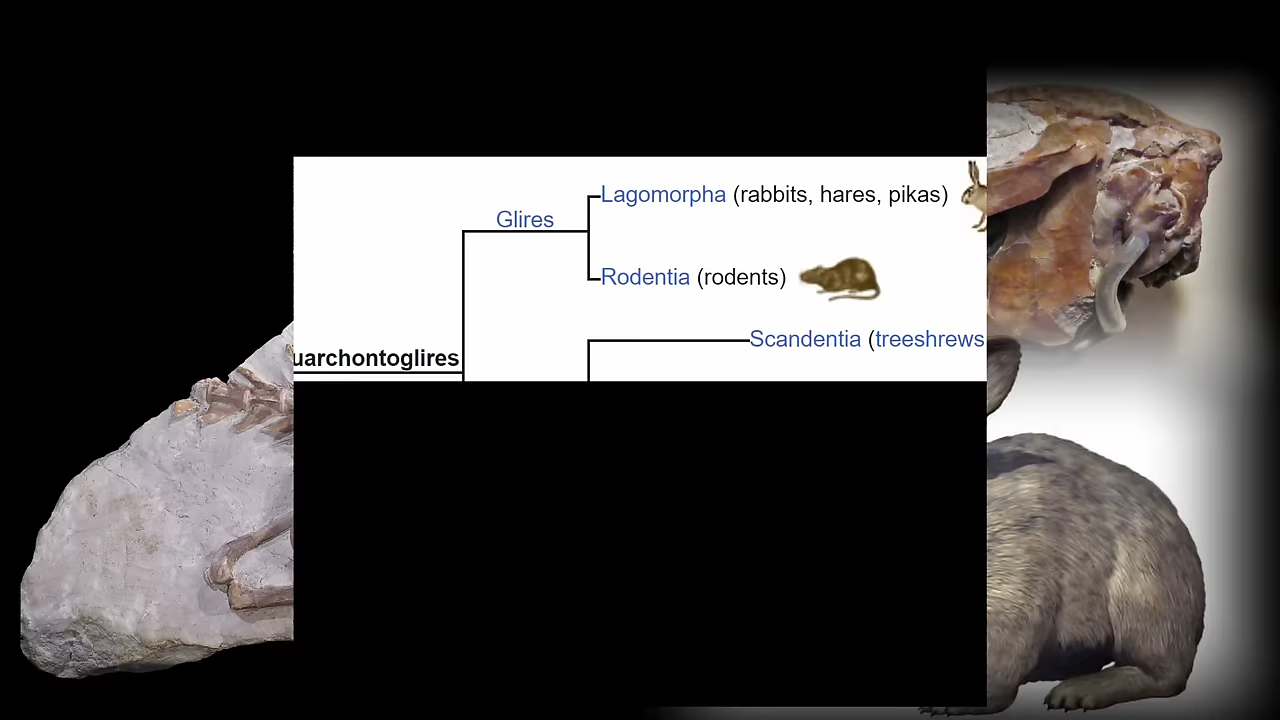 Lagomorpha (rabbits, hares, pikas)
Glires
Rodentia (rodents)
Scandentia (treeshrews
uarchontoglires